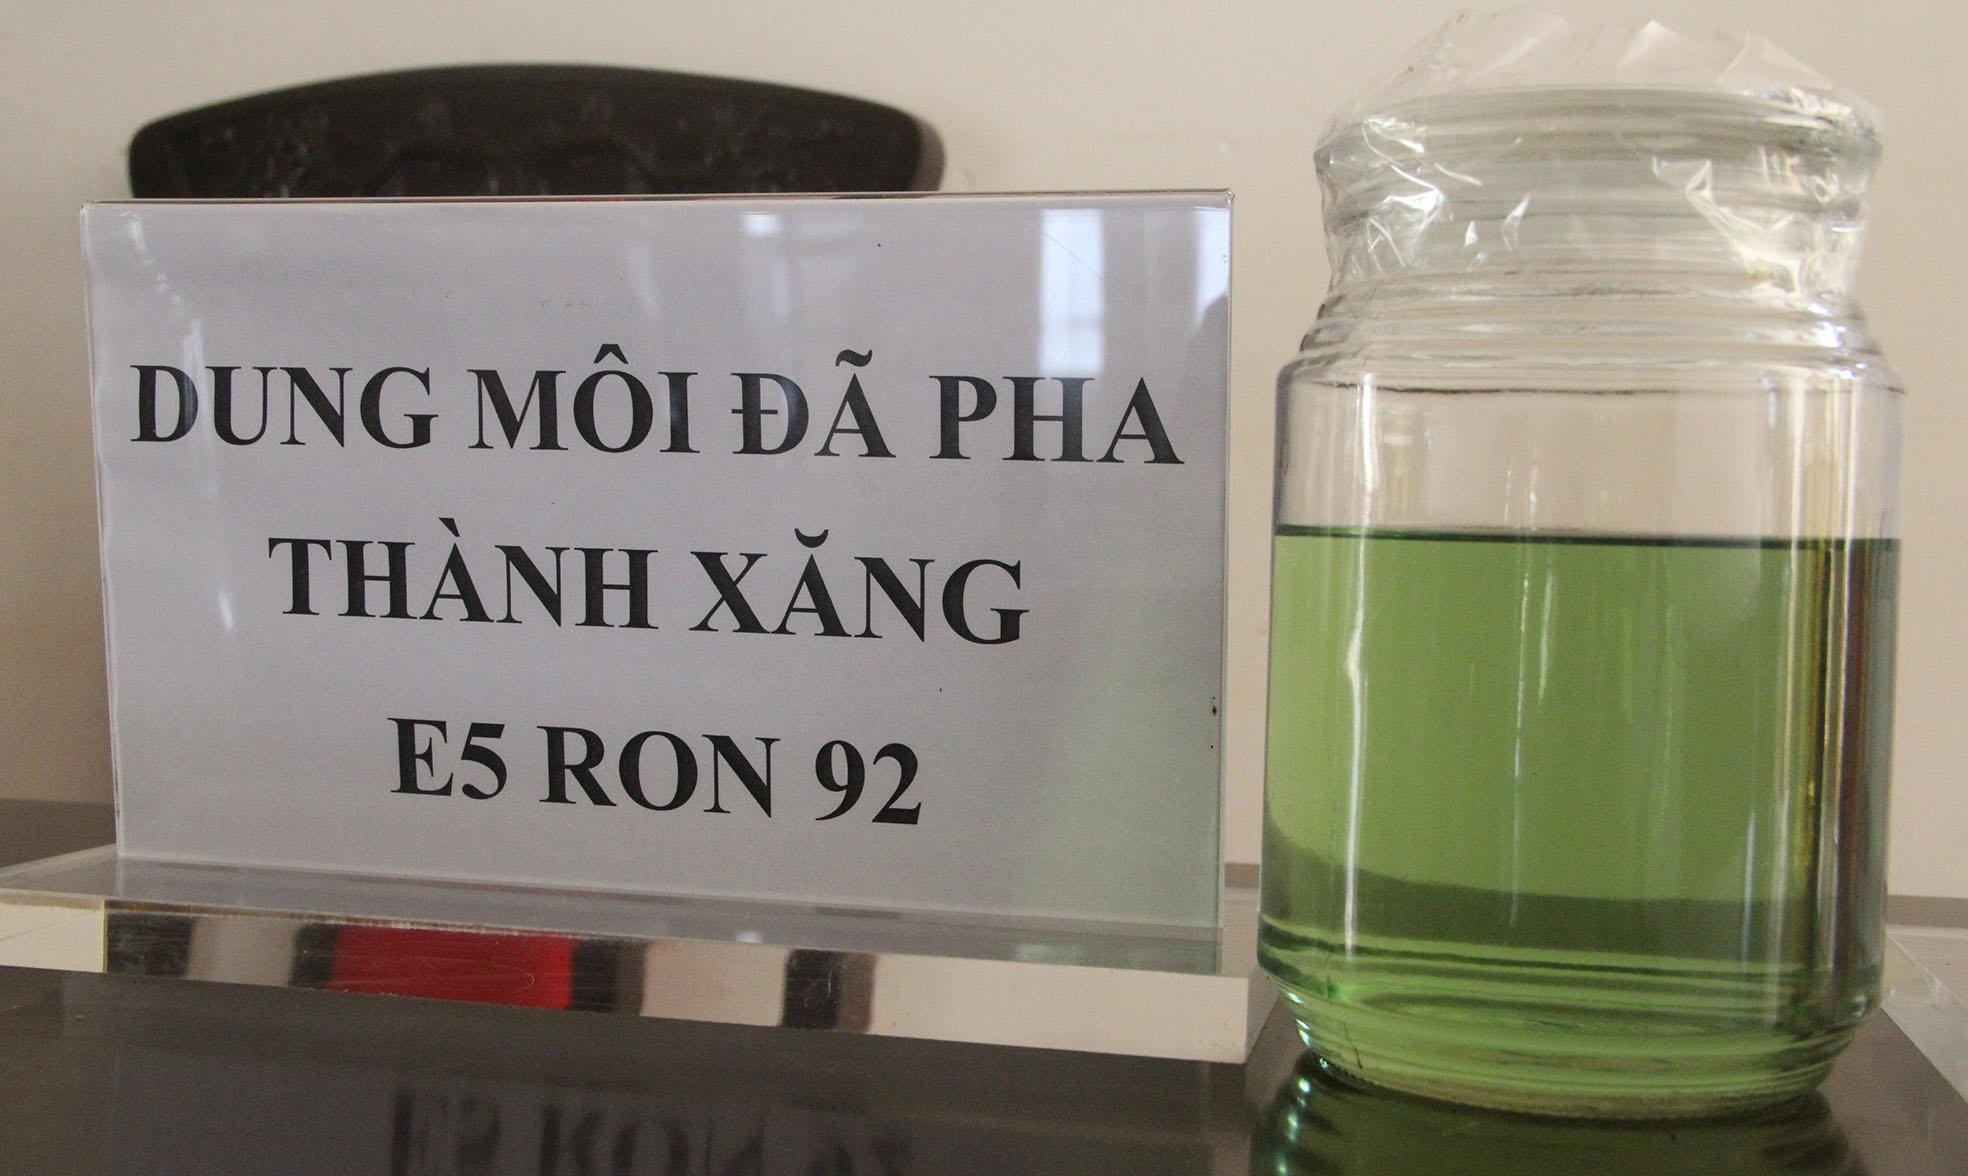 DUNG MÔI ĐÃ PHA
THÀNH XĂNG
E5 RON 92